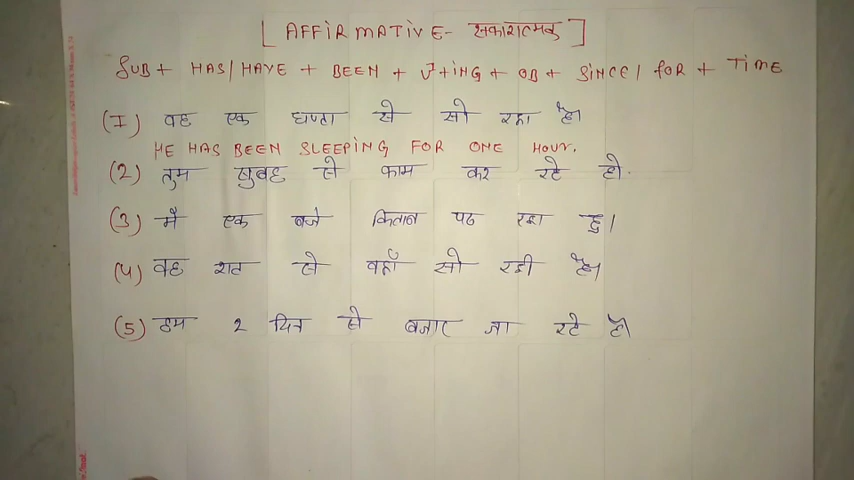 [ AFFIRMATIVE - सकारात्मक ]
SUB + HAS/HAVE + BEEN + V⁴+ING + OB + SINCE/FOR + TIME
(1) वह एक घण्टा से सो रहा है।
HE HAS BEEN SLEEPING FOR ONE HOUR.
(2) तुम सुबह से काम कर रहे हो.
(3) मै एक बजे किताब पढ रहा हु।
(4) वह रात से वहाँ सो रही है।
(5) हम 2 दिन से बजार जा रहे है।